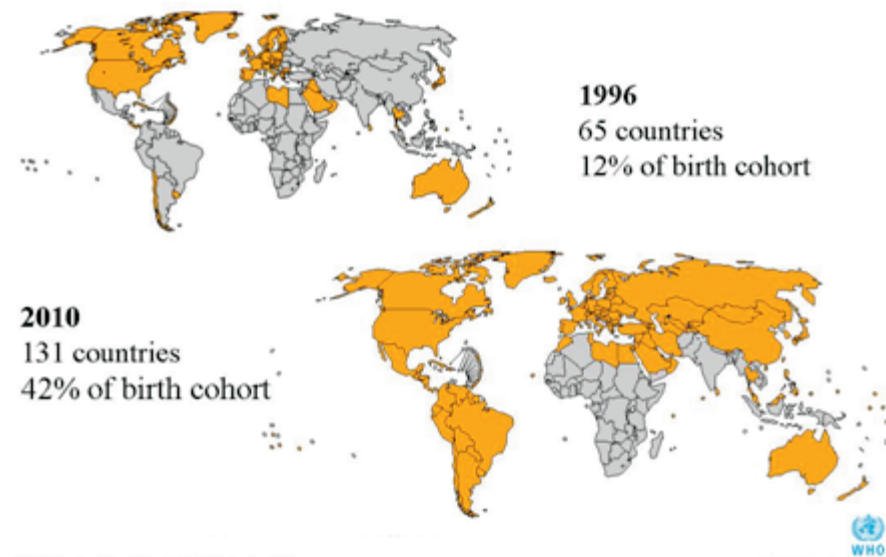 1996
65 countries
12% of birth cohort
2010
131 countries
42% of birth cohort
WHO